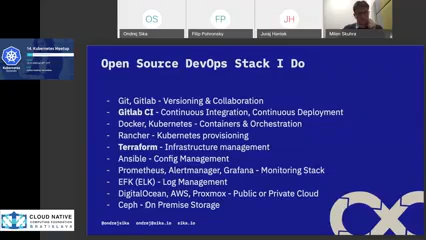 OS
FP
JH
Ondrej Sika
Filip Pohronsky
Juraj Hantak
Milan Skuhra
14. Kubernetes Meetup
Open Source DevOps Stack I Do
- Git, Gitlab - Versioning & Collaboration
- Gitlab CI - Continuous Integration, Continuous Deployment
- Docker, Kubernetes - Containers & Orchestration
- Rancher - Kubernetes provisioning
- Terraform - Infrastructure management
- Ansible - Config Management
- Prometheus, Alertmanager, Grafana - Monitoring Stack
- EFK (ELK) - Log Management
- DigitalOcean, AWS, Proxmox - Public or Private Cloud
- Ceph - On Premise Storage
@ondrejsika ondrej@sika.io sika.io
CLOUD NATIVE
BRATISLAVA